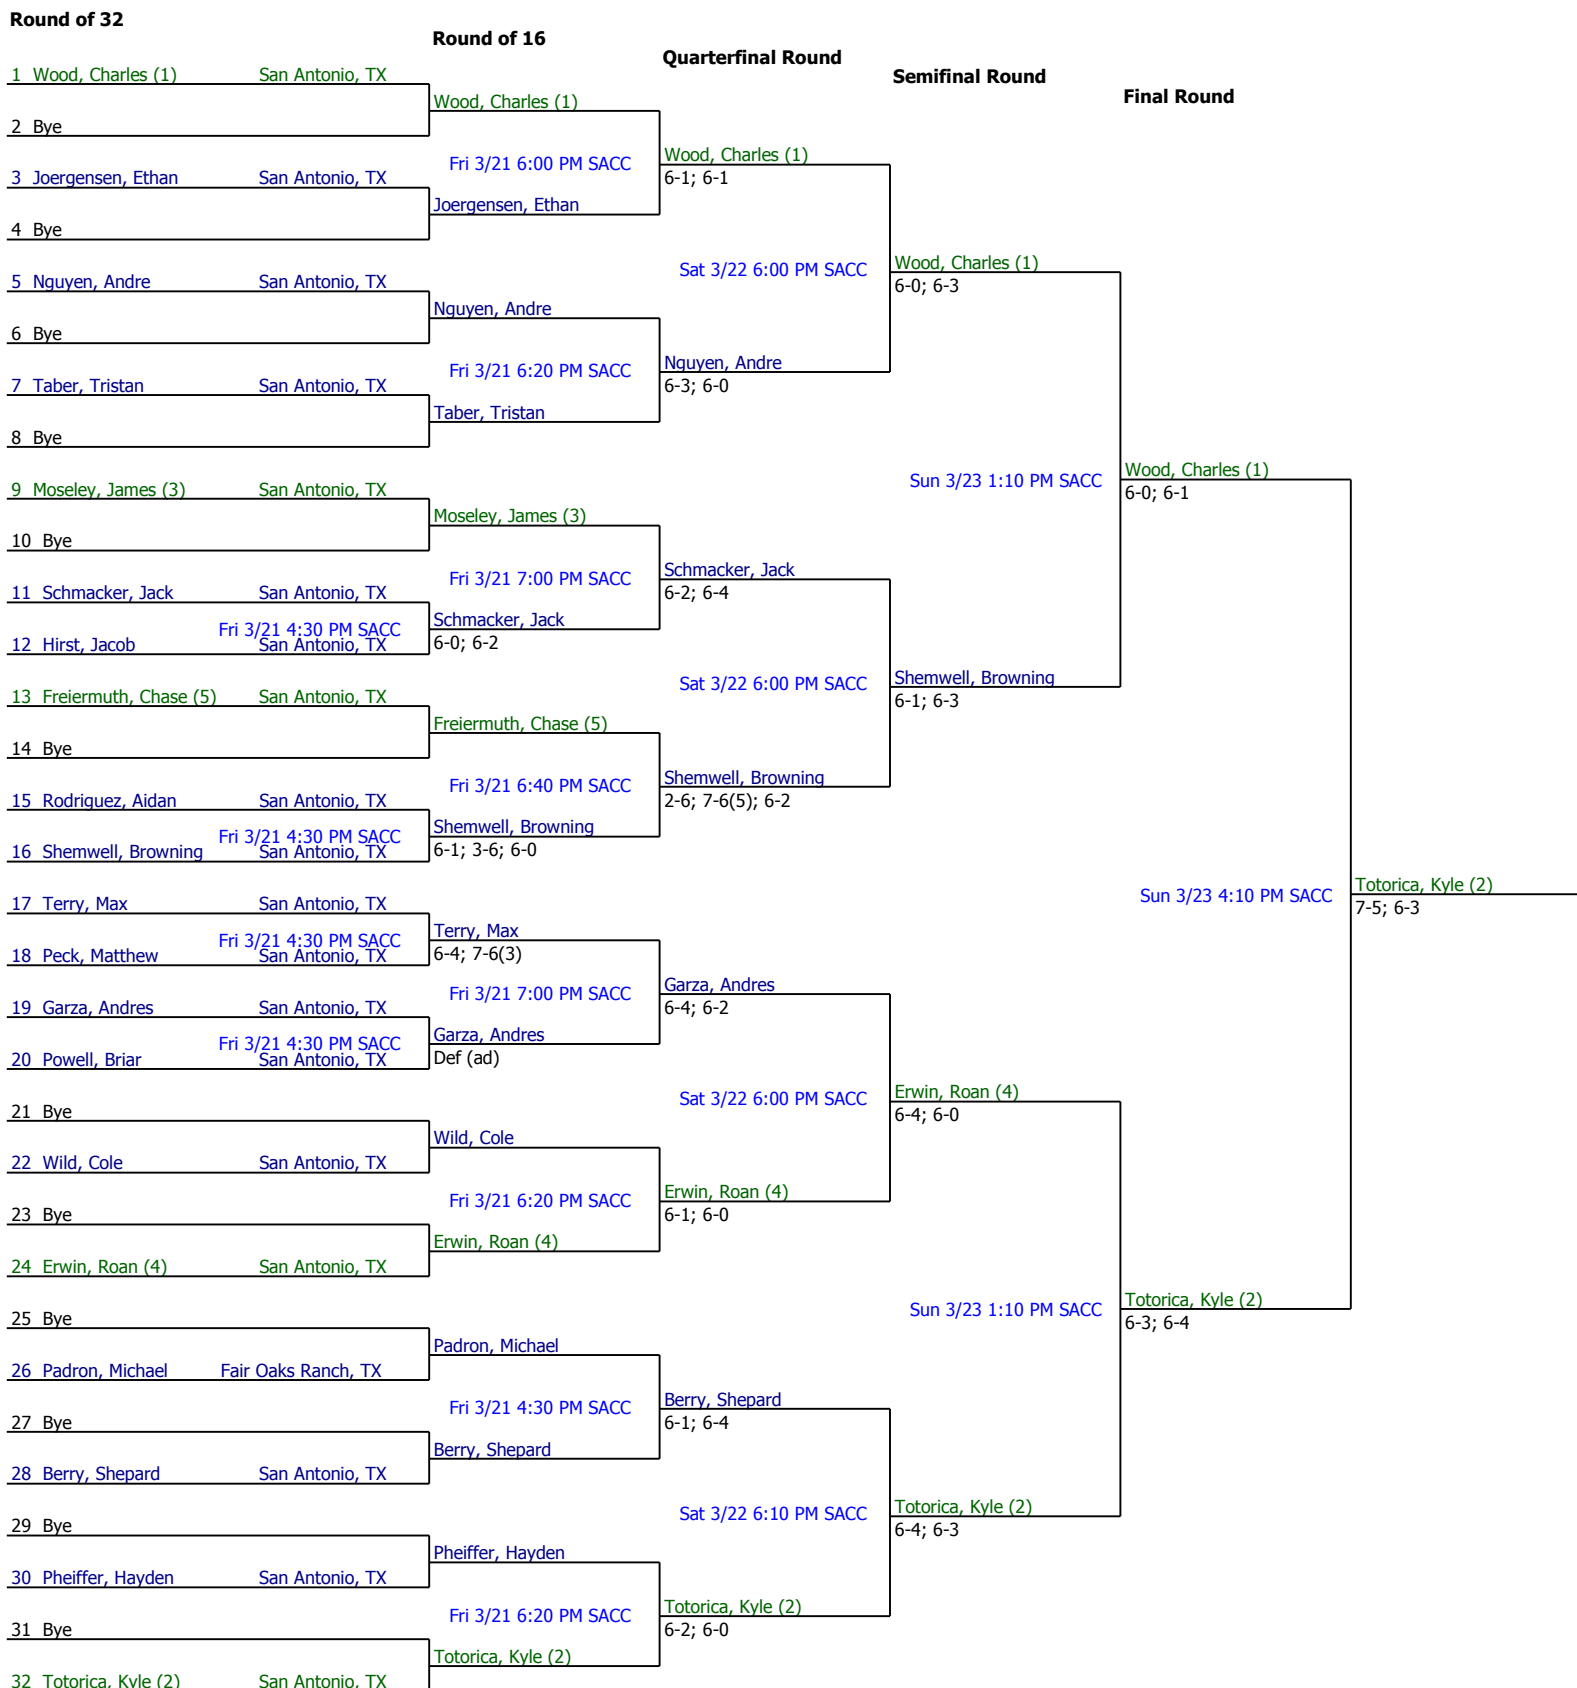 Round of 32
Round of 16
Quarterfinal Round
Semifinal Round
Final Round
1 Wood, Charles (1) San Antonio, TX
Wood, Charles (1)
2 Bye
Fri 3/21 6:00 PM SACC
Wood, Charles (1)
6-1; 6-1
3 Joergensen, Ethan San Antonio, TX
Joergensen, Ethan
4 Bye
Sat 3/22 6:00 PM SACC
Wood, Charles (1)
6-0; 6-3
5 Nguyen, Andre San Antonio, TX
Nguyen, Andre
6 Bye
Fri 3/21 6:20 PM SACC
Nguyen, Andre
6-3; 6-0
7 Taber, Tristan San Antonio, TX
Taber, Tristan
8 Bye
Sun 3/23 1:10 PM SACC
Wood, Charles (1)
6-0; 6-1
9 Moseley, James (3) San Antonio, TX
Moseley, James (3)
10 Bye
Fri 3/21 7:00 PM SACC
Schmacker, Jack
6-2; 6-4
11 Schmacker, Jack San Antonio, TX
Fri 3/21 4:30 PM SACC
Schmacker, Jack
6-0; 6-2
12 Hirst, Jacob San Antonio, TX
Sat 3/22 6:00 PM SACC
Shemwell, Browning
6-1; 6-3
13 Freiermuth, Chase (5) San Antonio, TX
Freiermuth, Chase (5)
14 Bye
Fri 3/21 6:40 PM SACC
Shemwell, Browning
2-6; 7-6(5); 6-2
15 Rodriguez, Aidan San Antonio, TX
Fri 3/21 4:30 PM SACC
Shemwell, Browning
6-1; 3-6; 6-0
16 Shemwell, Browning San Antonio, TX
Sun 3/23 4:10 PM SACC
Totorica, Kyle (2)
7-5; 6-3
17 Terry, Max San Antonio, TX
Fri 3/21 4:30 PM SACC
Terry, Max
6-4; 7-6(3)
18 Peck, Matthew San Antonio, TX
Fri 3/21 7:00 PM SACC
Garza, Andres
6-4; 6-2
19 Garza, Andres San Antonio, TX
Fri 3/21 4:30 PM SACC
Garza, Andres
Def (ad)
20 Powell, Briar San Antonio, TX
Sat 3/22 6:00 PM SACC
Erwin, Roan (4)
6-4; 6-0
21 Bye
Wild, Cole
22 Wild, Cole San Antonio, TX
Fri 3/21 6:20 PM SACC
Erwin, Roan (4)
6-1; 6-0
23 Bye
Erwin, Roan (4)
24 Erwin, Roan (4) San Antonio, TX
Sun 3/23 1:10 PM SACC
Totorica, Kyle (2)
6-3; 6-4
25 Bye
Padron, Michael
26 Padron, Michael Fair Oaks Ranch, TX
Fri 3/21 4:30 PM SACC
Berry, Shepard
6-1; 6-4
27 Bye
Berry, Shepard
28 Berry, Shepard San Antonio, TX
Sat 3/22 6:10 PM SACC
Totorica, Kyle (2)
6-4; 6-3
29 Bye
Pheiffer, Hayden
30 Pheiffer, Hayden San Antonio, TX
Fri 3/21 6:20 PM SACC
Totorica, Kyle (2)
6-2; 6-0
31 Bye
Totorica, Kyle (2)
32 Totorica, Kyle (2) San Antonio, TX